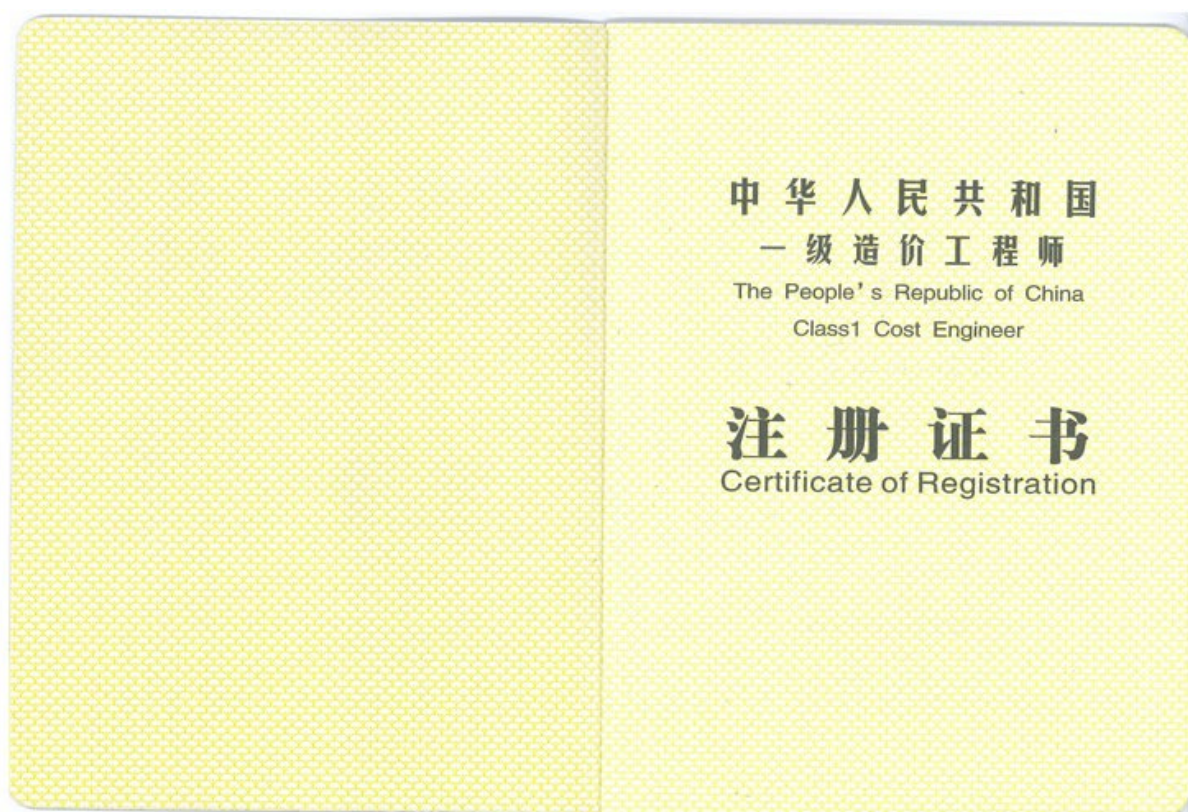 中华人民共和国
一级造价工程师
The People's Republic of China
Class1 Cost Engineer
注册证书
Certificate of Registration